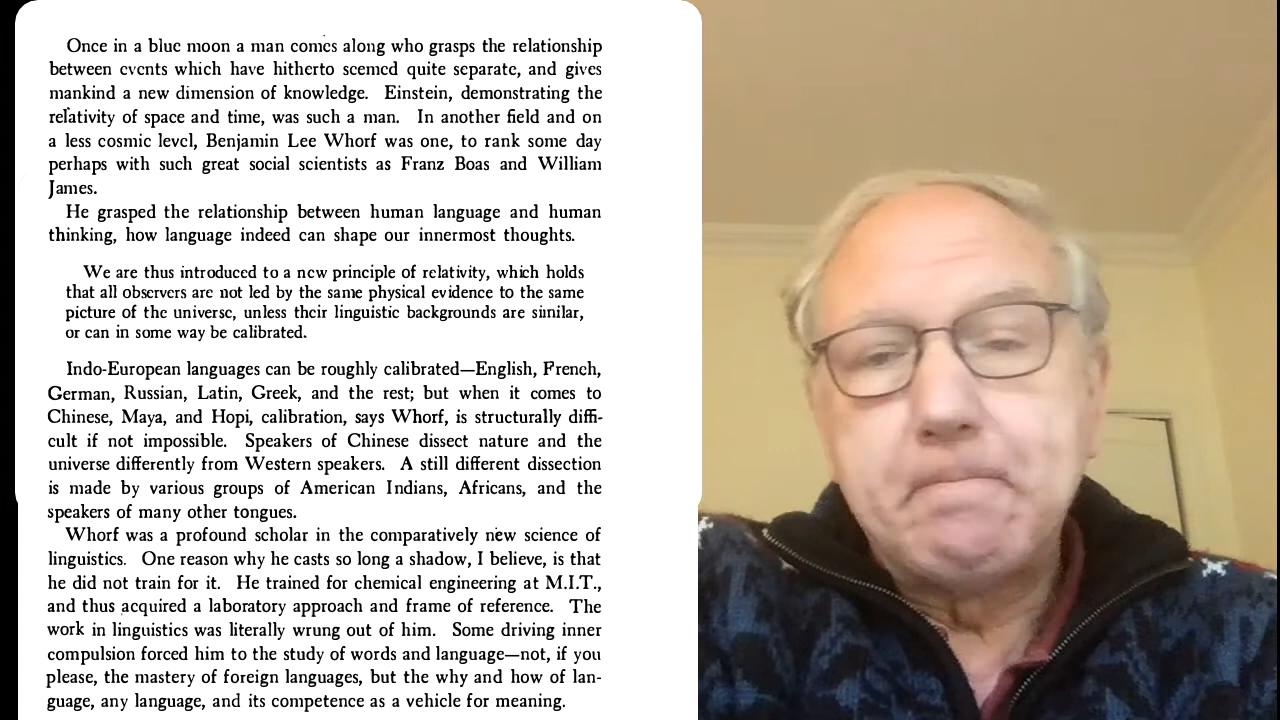 Once in a blue moon a man comes along who grasps the relationship
between events which have hitherto seemed quite separate, and gives
mankind a new dimension of knowledge. Einstein, demonstrating the
relativity of space and time, was such a man. In another field and on
a less cosmic level, Benjamin Lee Whorf was one, to rank some day
perhaps with such great social scientists as Franz Boas and William
James.
He grasped the relationship between human language and human
thinking, how language indeed can shape our innermost thoughts.
We are thus introduced to a new principle of relativity, which holds
that all observers are not led by the same physical evidence to the same
picture of the universe, unless their linguistic backgrounds are similar,
or can in some way be calibrated.
Indo-European languages can be roughly calibrated—English, French,
German, Russian, Latin, Greek, and the rest; but when it comes to
Chinese, Maya, and Hopi, calibration, says Whorf, is structurally diffi-
cult if not impossible. Speakers of Chinese dissect nature and the
universe differently from Western speakers. A still different dissection
is made by various groups of American Indians, Africans, and the
speakers of many other tongues.
Whorf was a profound scholar in the comparatively new science of
linguistics. One reason why he casts so long a shadow, I believe, is that
he did not train for it. He trained for chemical engineering at M.I.T.,
and thus acquired a laboratory approach and frame of reference. The
work in linguistics was literally wrung out of him. Some driving inner
compulsion forced him to the study of words and language—not, if you
please, the mastery of foreign languages, but the why and how of lan-
guage, any language, and its competence as a vehicle for meaning.